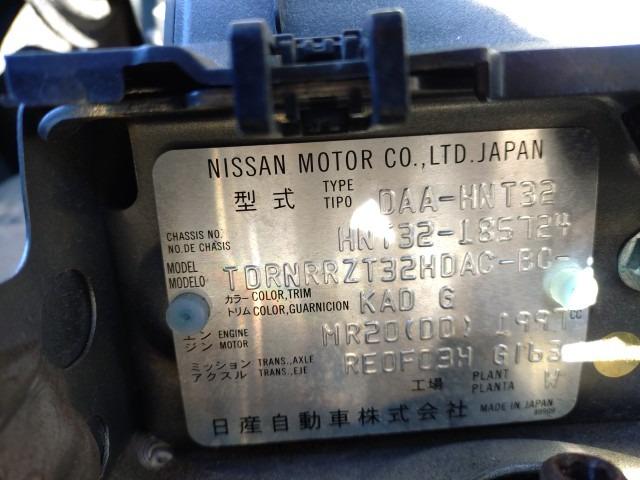 NISSAN MOTOR CO.,LTD.JAPAN
型式 TYPE TIPO DAA-HNT32
CHASSIS NO. NO.DE CHASIS HNT32-185724
MODEL MODELO TDRNRRZT32HDAC-BC-
カラー COLOR,TRIM トリム COLOR,GUARNICION KAD G
エンジン ENGINE MOTOR MR20(DD) 1997CC
ミッション アクスル TRANS.,AXLE TRANS.,EJE RE0F03H G163
工場 PLANT PLANTA W
日産自動車株式会社 MADE IN JAPAN